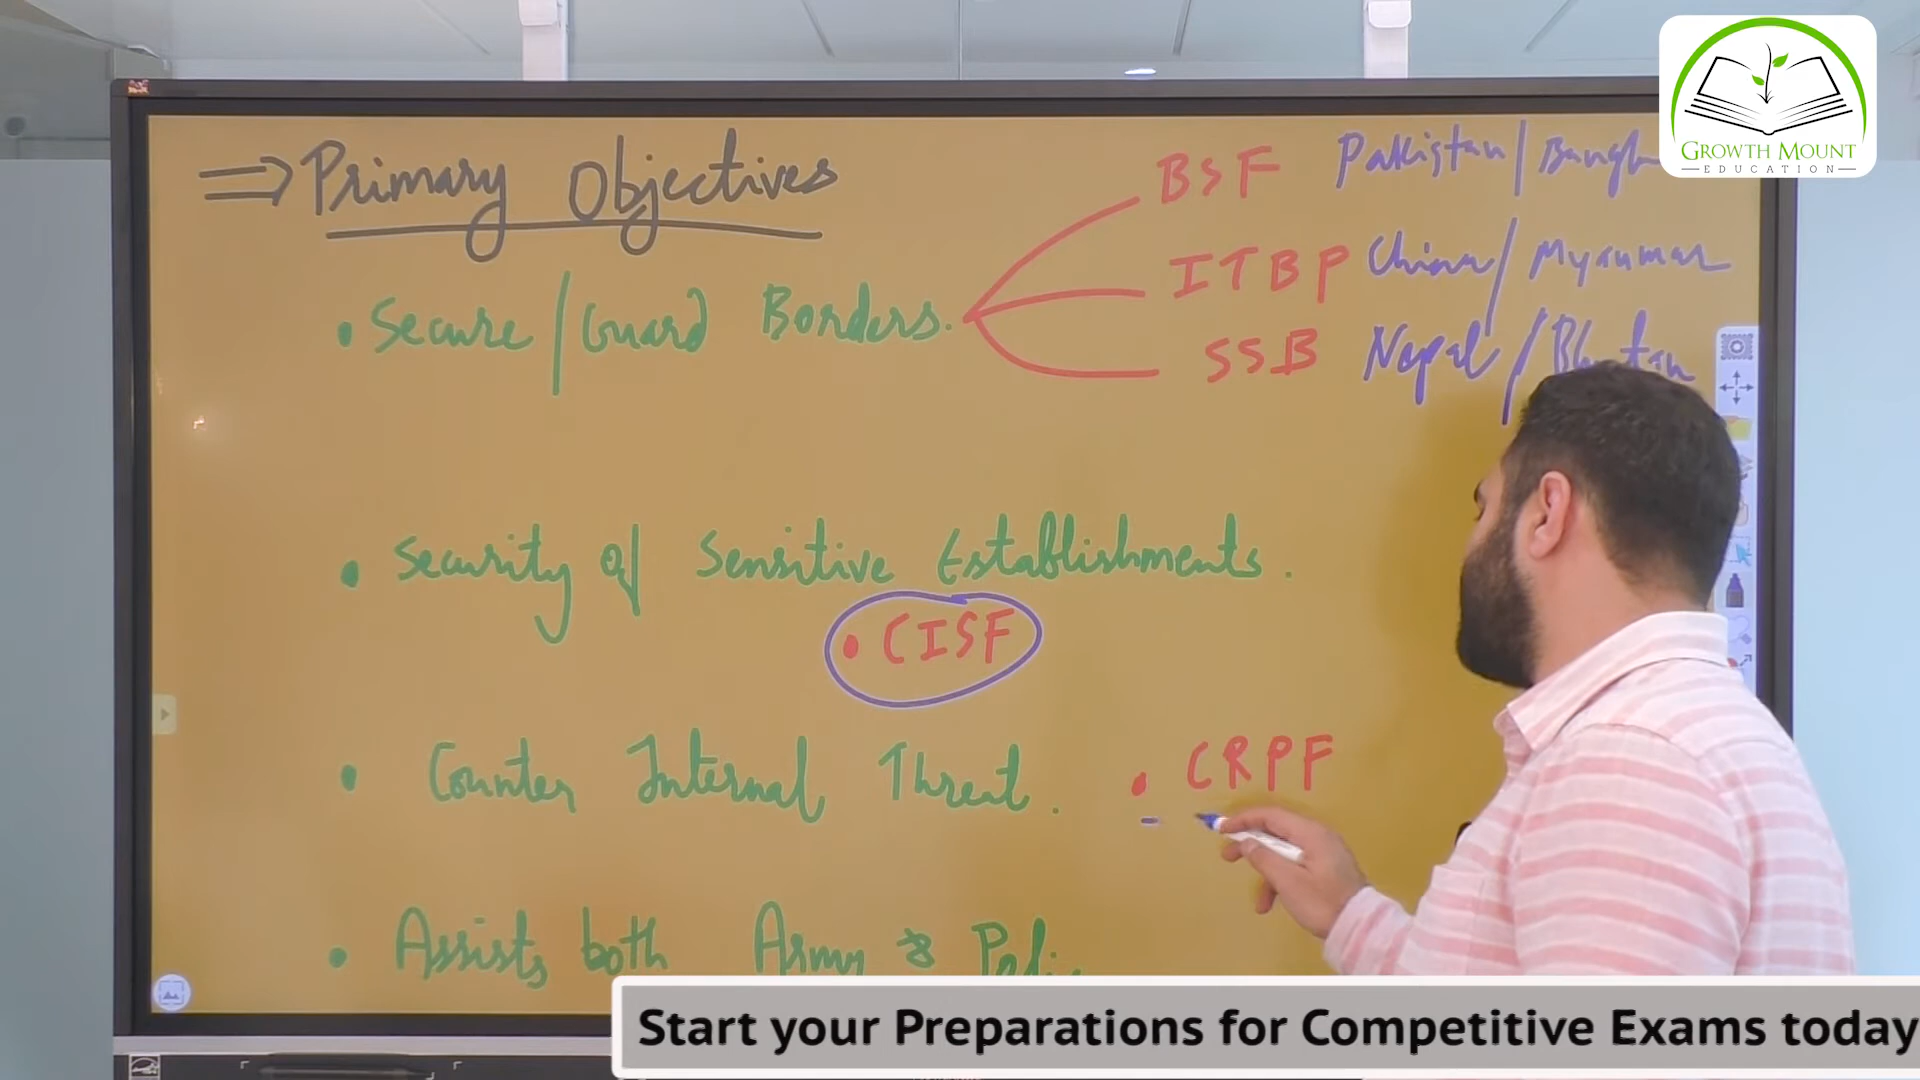 GROWTH MOUNT
EDUCATION
⇒ Primary Objectives
BSF Pakistan /
ITBP China / Myanmar
• Secure / Guard Borders.
SSB Nepal / Bhutan
• Security of Sensitive Establishments.
• CISF
• Counter Internal Threat. • CRPF
• Assists both Army &
Start your Preparations for Competitive Exams today